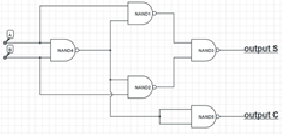 A
B
NAND1
NAND4
NAND3
output S
NAND2
NAND5
output C